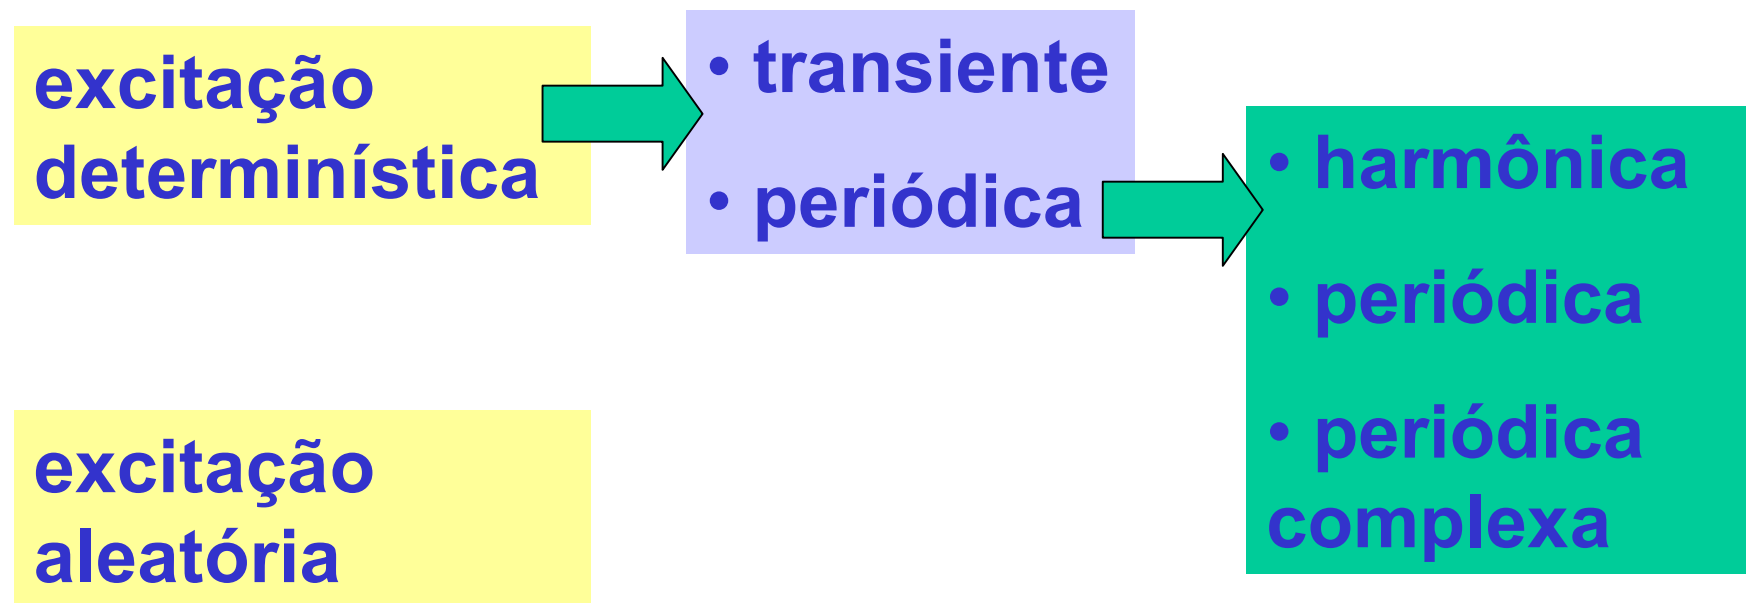 excitação
determinística
• transiente
• periódica
• harmônica
• periódica
• periódica
complexa
excitação
aleatória